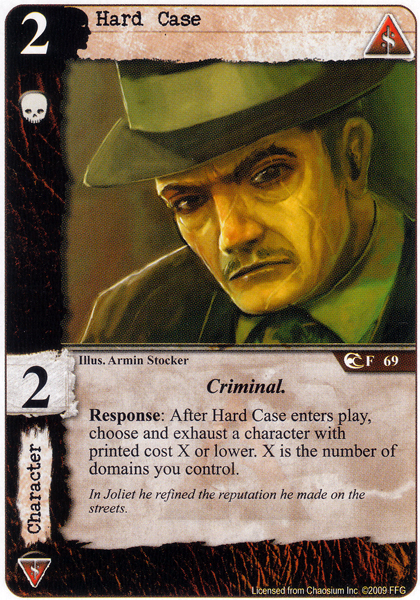 2
Hard Case
Illus. Armin Stocker
F 69
2
Criminal.
Response: After Hard Case enters play,
choose and exhaust a character with
printed cost X or lower. X is the number of
domains you control.
In Joliet he refined the reputation he made on the
streets.
Character
Licensed from Chaosium Inc. ©2009 FFG